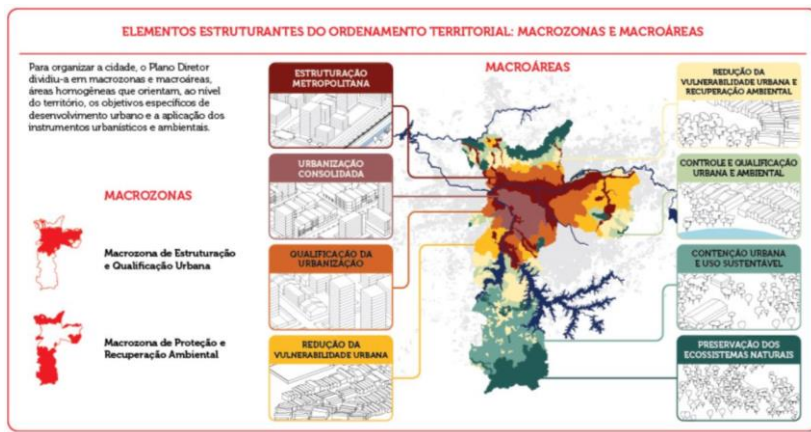 ELEMENTOS ESTRUTURANTES DO ORDENAMENTO TERRITORIAL: MACROZONAS E MACROÁREAS
Para organizar a cidade, o Plano Diretor
dividiu-a em macrozonas e macroáreas,
áreas homogêneas que orientam, ao nível
do território, os objetivos específicos de
desenvolvimento urbano e a aplicação dos
instrumentos urbanísticos e ambientais.
MACROZONAS
Macrozona de Estruturação
e Qualificação Urbana
Macrozona de Proteção e
Recuperação Ambiental
MACROÁREAS
ESTRUTURAÇÃO
METROPOLITANA
URBANIZAÇÃO
CONSOLIDADA
QUALIFICAÇÃO DA
URBANIZAÇÃO
REDUÇÃO DA
VULNERABILIDADE URBANA
REDUÇÃO DA
VULNERABILIDADE URBANA E
RECUPERAÇÃO AMBIENTAL
CONTROLE E QUALIFICAÇÃO
URBANA E AMBIENTAL
CONTENÇÃO URBANA
E USO SUSTENTÁVEL
PRESERVAÇÃO DOS
ECOSSISTEMAS NATURAIS